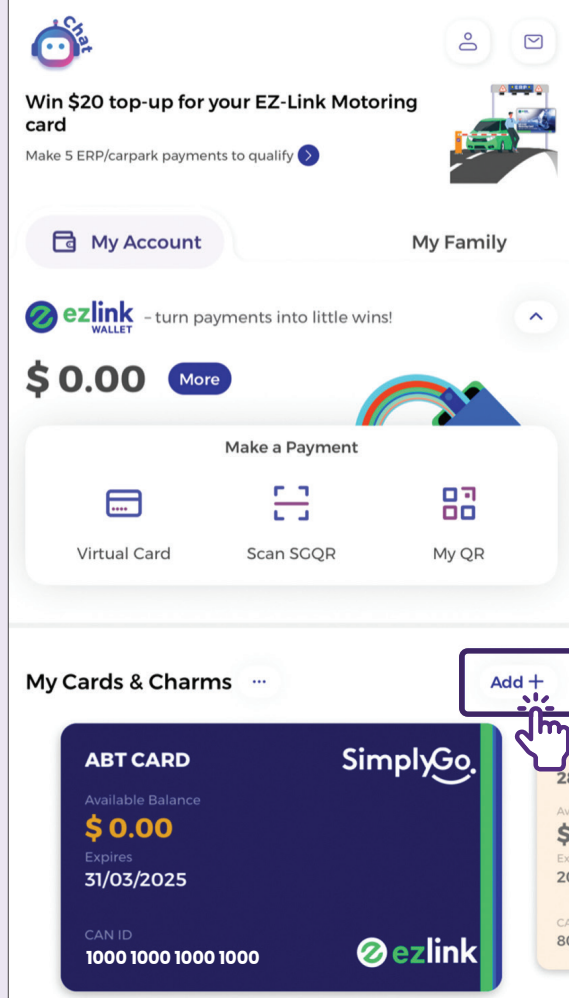 Chat
Win $20 top-up for your EZ-Link Motoring
card
Make 5 ERP/carpark payments to qualify
ERP
My Account
My Family
ezlink
WALLET
– turn payments into little wins!
$ 0.00
More
Make a Payment
Virtual Card
Scan SGQR
My QR
My Cards & Charms
...
Add +
ABT CARD
SimplyGo.
Available Balance
$ 0.00
Expires
31/03/2025
CAN ID
1000 1000 1000 1000
ezlink